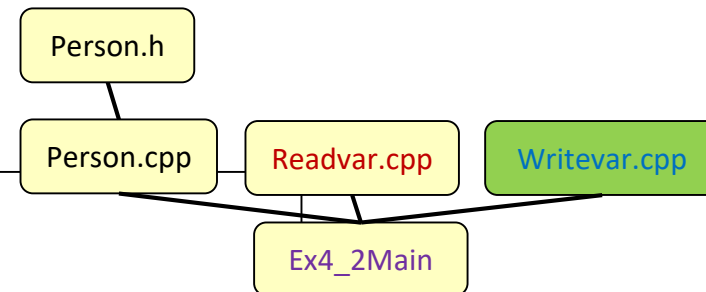 Person.h
Person.cpp
Readvar.cpp
Writevar.cpp
Ex4_2Main